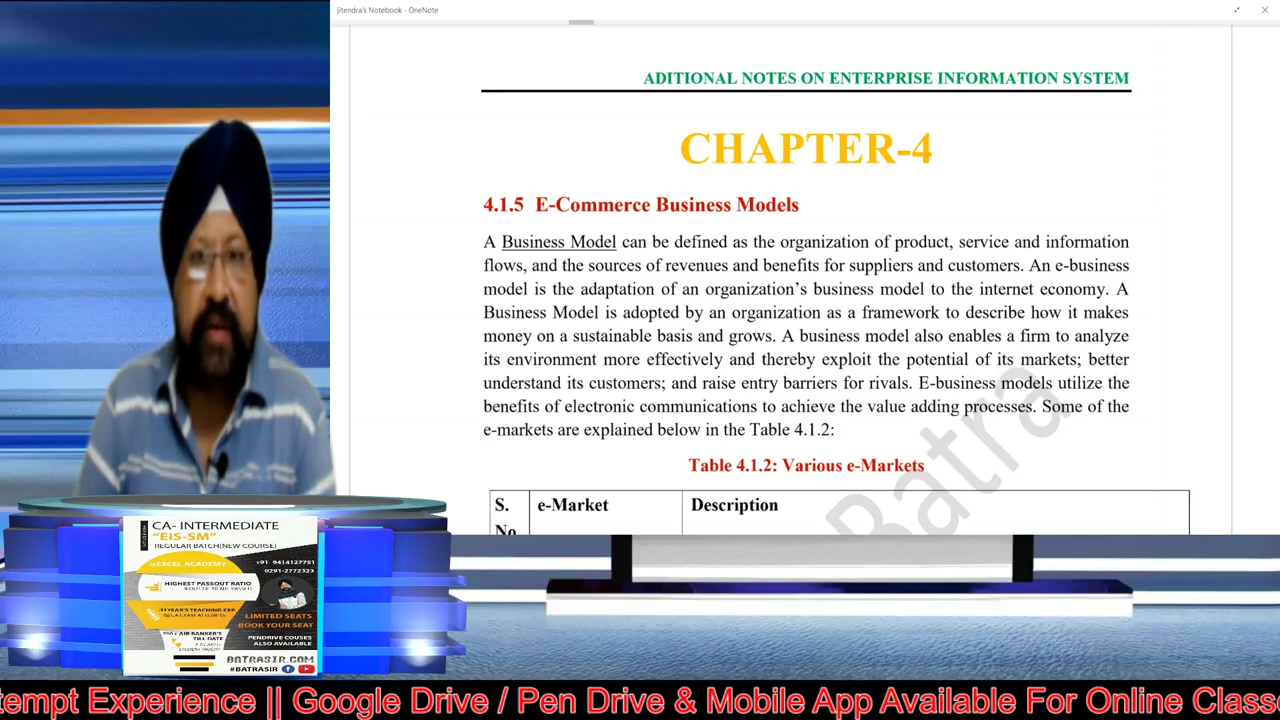 jitendra's Notebook - OneNote
ADITIONAL NOTES ON ENTERPRISE INFORMATION SYSTEM
CHAPTER-4
4.1.5 E-Commerce Business Models
A Business Model can be defined as the organization of product, service and information
flows, and the sources of revenues and benefits for suppliers and customers. An e-business
model is the adaptation of an organization's business model to the internet economy. A
Business Model is adopted by an organization as a framework to describe how it makes
money on a sustainable basis and grows. A business model also enables a firm to analyze
its environment more effectively and thereby exploit the potential of its markets; better
understand its customers; and raise entry barriers for rivals. E-business models utilize the
benefits of electronic communications to achieve the value adding processes. Some of the
e-markets are explained below in the Table 4.1.2:
Table 4.1.2: Various e-Markets
S. e-Market Description
No
Batra
CA- INTERMEDIATE
"EIS-SM"
REGULAR BATCH(NEW COURSE)
@EXCEL ACADEMY
+91 9414127751
0291-2772323
HIGHEST PASSOUT RATIO
LIMITED SEATS
BOOK YOUR SEAT
TILL DATE
PENDRIVE COUSES
ALSO AVAILABLE
BATRASIR.COM
#BATRASIR
tempt Experience || Google Drive / Pen Drive & Mobile App Available For Online Class